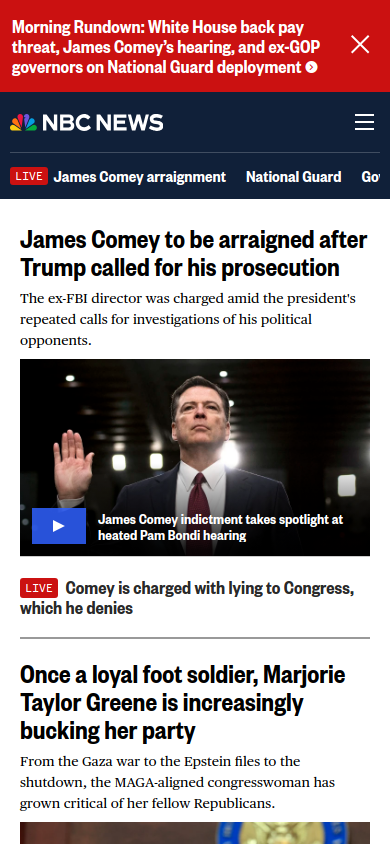 Morning Rundown: White House back pay
threat, James Comey's hearing, and ex-GOP
governors on National Guard deployment
NBC NEWS
LIVE James Comey arraignment National Guard
James Comey to be arraigned after
Trump called for his prosecution
The ex-FBI director was charged amid the president's
repeated calls for investigations of his political
opponents.
James Comey indictment takes spotlight at
heated Pam Bondi hearing
LIVE Comey is charged with lying to Congress,
which he denies
Once a loyal foot soldier, Marjorie
Taylor Greene is increasingly
bucking her party
From the Gaza war to the Epstein files to the
shutdown, the MAGA-aligned congresswoman has
grown critical of her fellow Republicans.